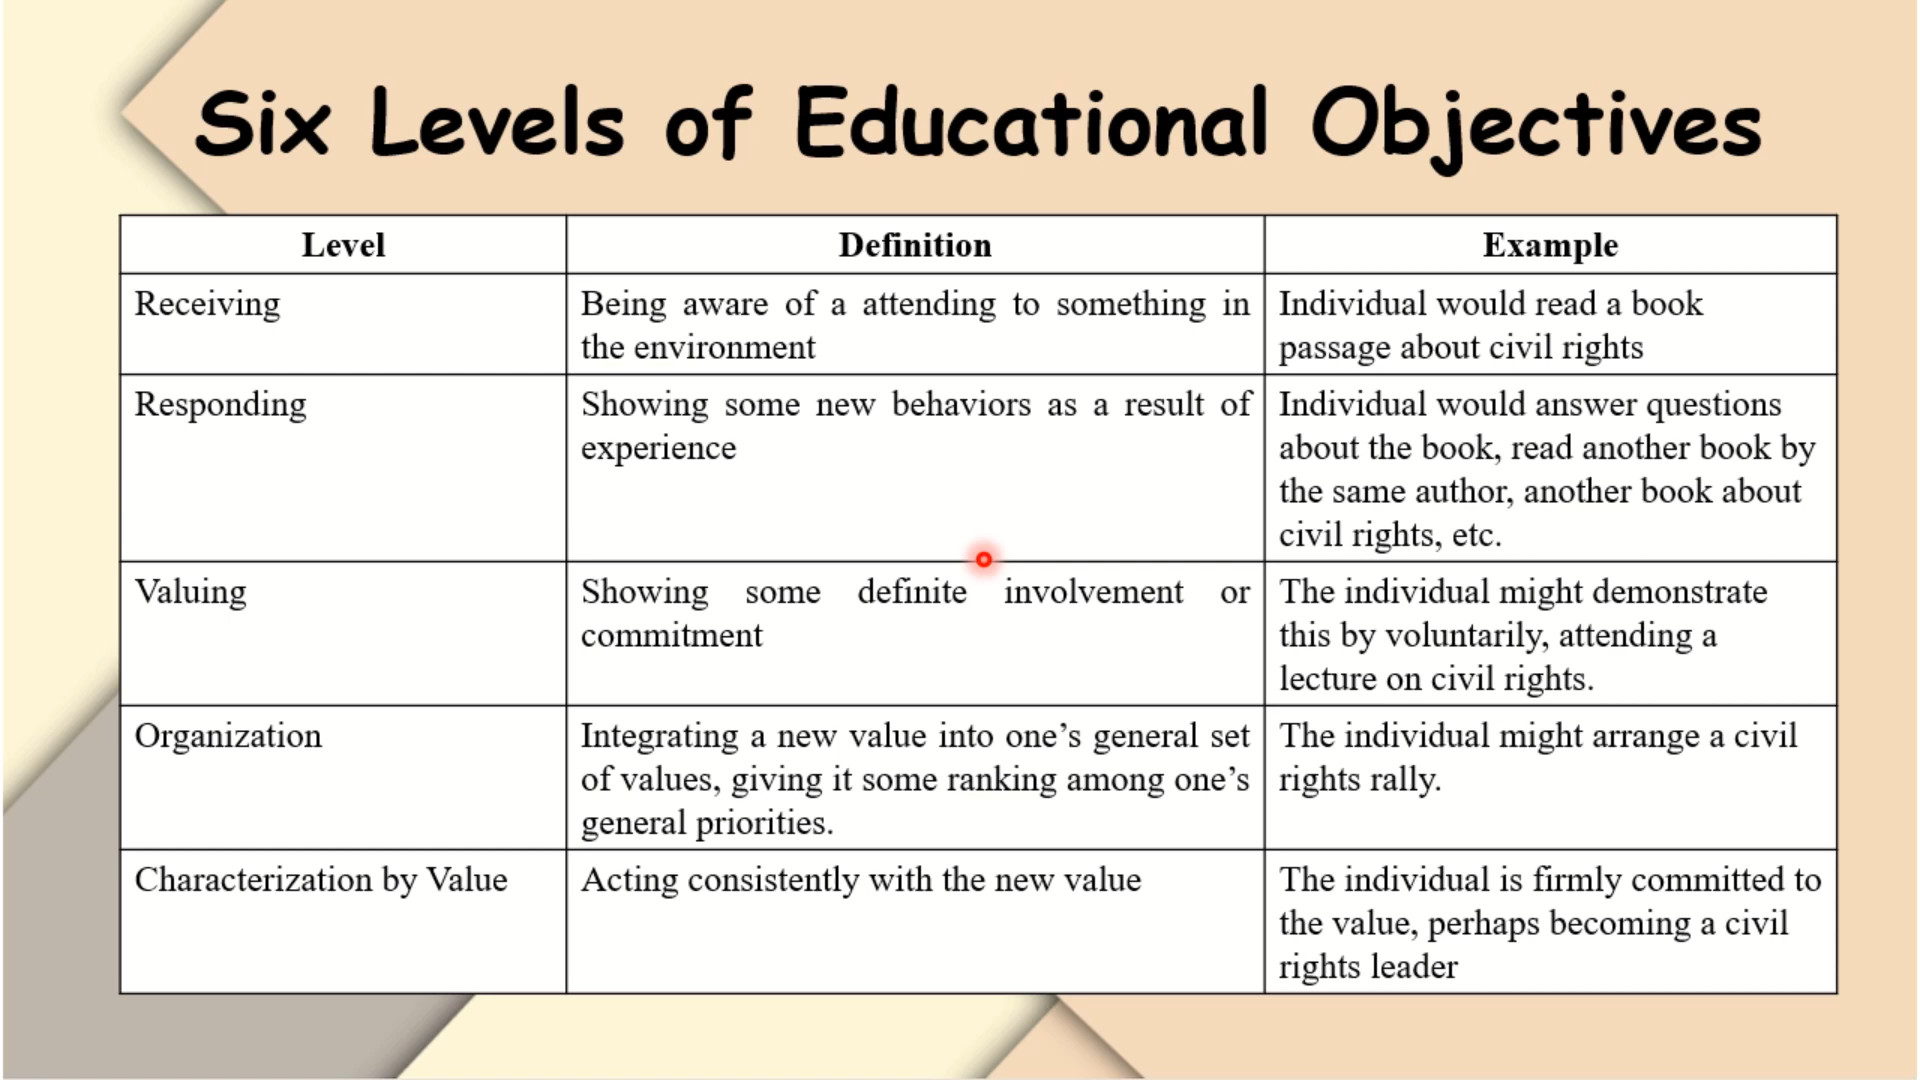 Six Levels of Educational Objectives
Level
Definition
Example
Receiving
Being aware of a attending to something in
the environment
Individual would read a book
passage about civil rights
Responding
Showing some new behaviors as a result of
experience
Individual would answer questions
about the book, read another book by
the same author, another book about
civil rights, etc.
Valuing
Showing some definite involvement or
commitment
The individual might demonstrate
this by voluntarily, attending a
lecture on civil rights.
Organization
Integrating a new value into one’s general set
of values, giving it some ranking among one’s
general priorities.
The individual might arrange a civil
rights rally.
Characterization by Value
Acting consistently with the new value
The individual is firmly committed to
the value, perhaps becoming a civil
rights leader